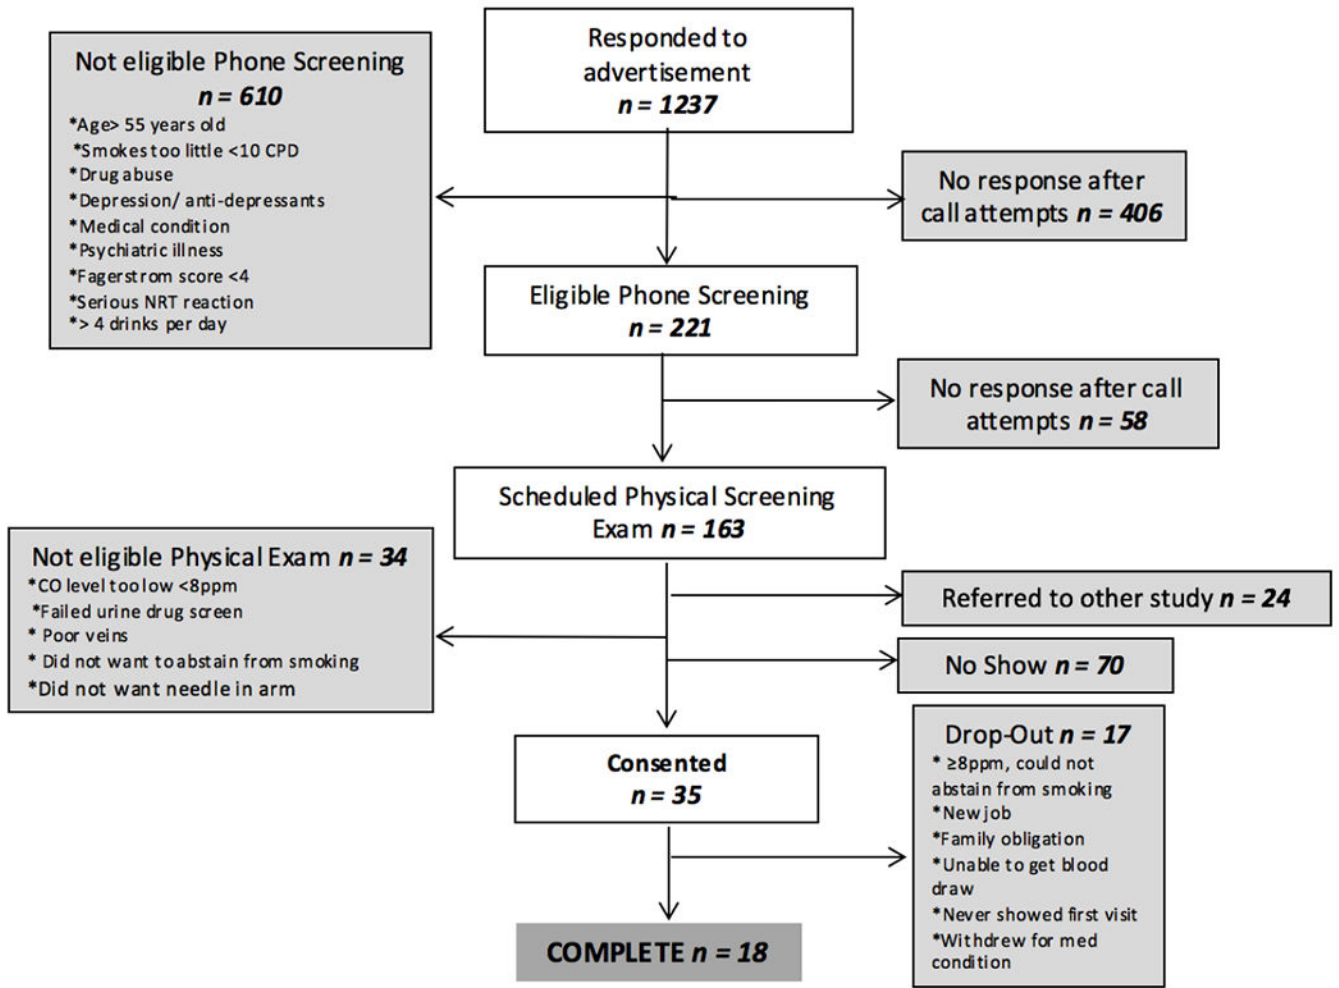 Responded to
advertisement
n = 1237
Not eligible Phone Screening
n = 610
*Age> 55 years old
*Smokes too little <10 CPD
*Drug abuse
*Depression/ anti-depressants
*Medical condition
*Psychiatric illness
*Fagerstrom score <4
*Serious NRT reaction
*> 4 drinks per day
No response after
call attempts n = 406
Eligible Phone Screening
n = 221
No response after call
attempts n = 58
Scheduled Physical Screening
Exam n = 163
Not eligible Physical Exam n = 34
*CO level too low <8ppm
*Failed urine drug screen
* Poor veins
* Did not want to abstain from smoking
*Did not want needle in arm
Referred to other study n = 24
No Show n = 70
Consented
n = 35
Drop-Out n = 17
* ≥8ppm, could not
abstain from smoking
*New job
*Family obligation
*Unable to get blood
draw
*Never showed first visit
*Withdrew for med
condition
COMPLETE n = 18